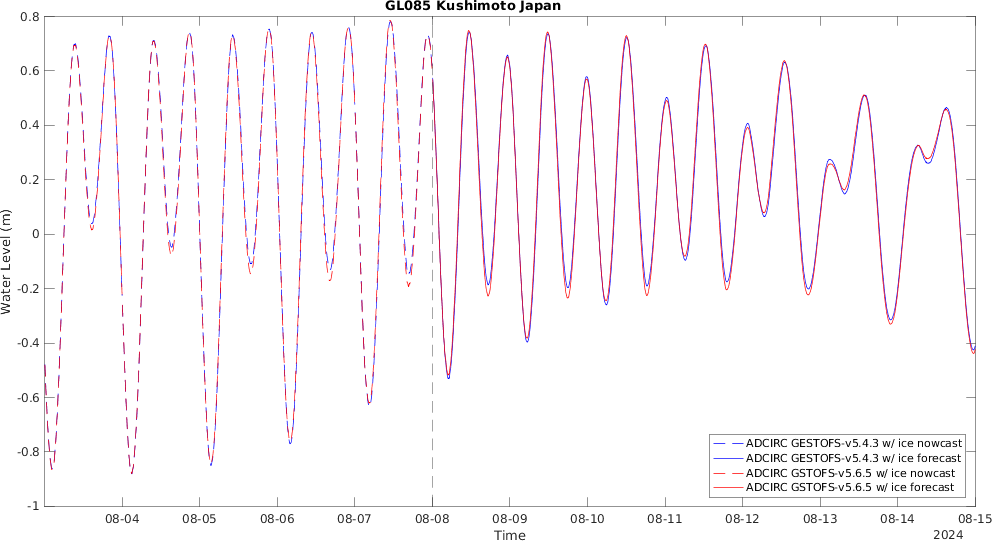 GL085 Kushimoto Japan
0.8
0.6
0.4
0.2
0
-0.2
-0.4
-0.6
-0.8
-1
Water Level (m)
ADCIRC GESTOFS-v5.4.3 w/ ice nowcast
ADCIRC GESTOFS-v5.4.3 w/ ice forecast
ADCIRC GSTOFS-v5.6.5 w/ ice nowcast
ADCIRC GSTOFS-v5.6.5 w/ ice forecast
08-04 08-05 08-06 08-07 08-08 08-09 08-10 08-11 08-12 08-13 08-14 08-15
Time
2024